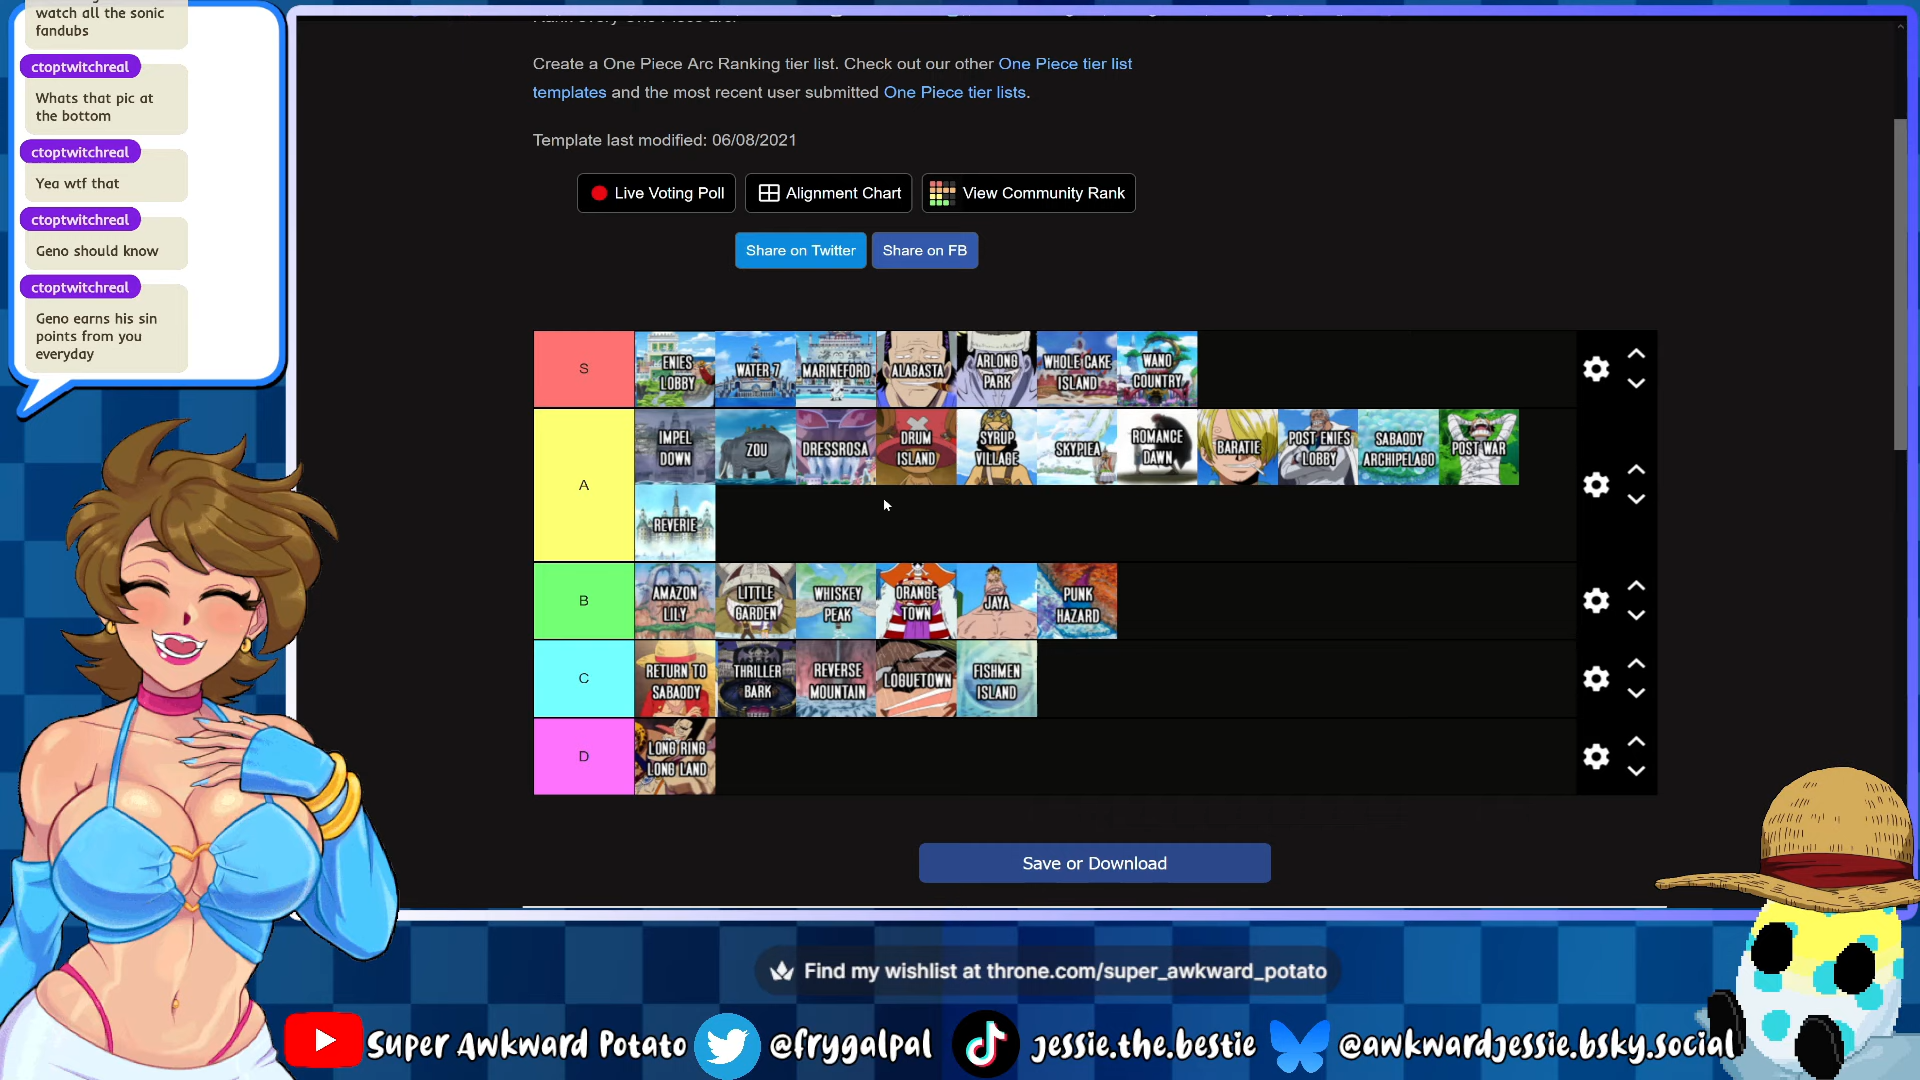 watch all the sonic
fandubs
ctoptwitchreal
Whats that pic at
the bottom
ctoptwitchreal
Yea wtf that
ctoptwitchreal
Geno should know
ctoptwitchreal
Geno earns his sin
points from you
everyday
Create a One Piece Arc Ranking tier list. Check out our other One Piece tier list
templates and the most recent user submitted One Piece tier lists.
Template last modified: 06/08/2021
Live Voting Poll
Alignment Chart
View Community Rank
Share on Twitter
Share on FB
S
ENIES
LOBBY
WATER 7
MARINEFORD
ALABASTA
ARLONG
PARK
WHOLE CAKE
ISLAND
WANO
COUNTRY
A
IMPEL
DOWN
ZOU
DRESSROSA
DRUM
ISLAND
SYRUP
VILLAGE
SKYPIEA
ROMANCE
DAWN
BARATIE
POST ENIES
LOBBY
SABAODY
ARCHIPELAGO
POST WAR
REVERIE
B
AMAZON
LILY
LITTLE
GARDEN
WHISKEY
PEAK
ORANGE
TOWN
JAYA
PUNK
HAZARD
C
RETURN TO
SABAODY
THRILLER
BARK
REVERSE
MOUNTAIN
LOGUETOWN
FISHMEN
ISLAND
D
LONG RING
LONG LAND
Save or Download
Find my wishlist at throne.com/super_awkward_potato
Super Awkward Potato
@frygalpal
jessie.the.bestie
@awkwardjessie.bsky.social